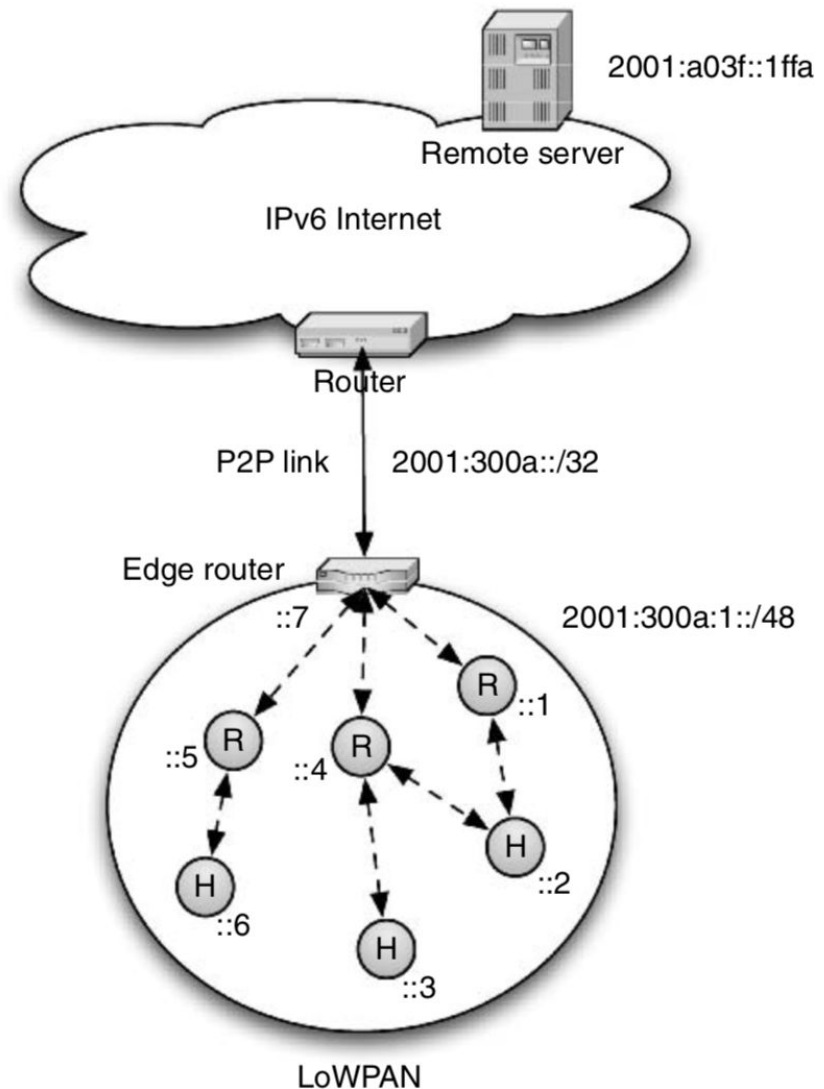 2001:a03f::1ffa
Remote server
IPv6 Internet
Router
P2P link
2001:300a::/32
Edge router
::7
2001:300a:1::/48
R
::1
R
::5
R
::4
H
::2
H
::6
H
::3
LoWPAN